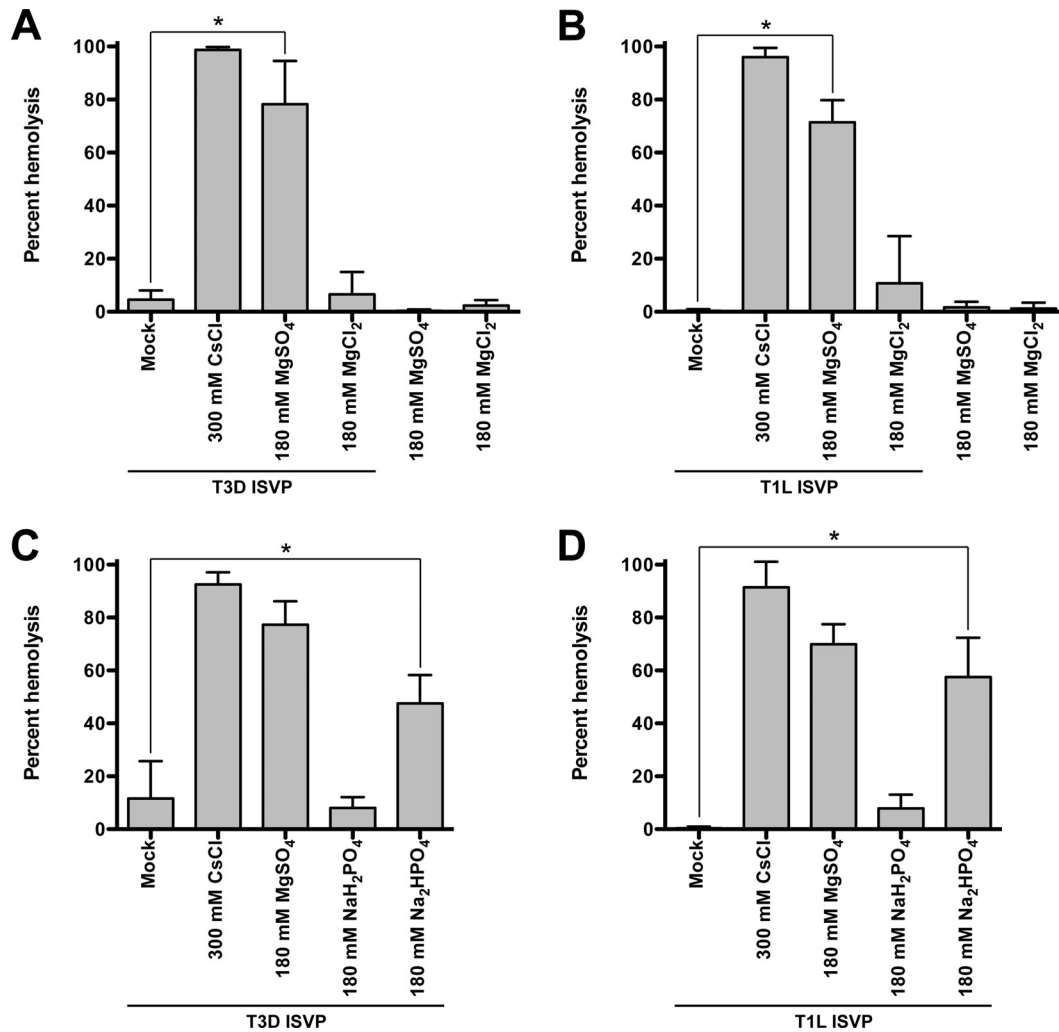 A
Percent hemolysis
100
80
60
40
20
0
*
Mock
300 mM CsCl
180 mM MgSO₄
180 mM MgCl₂
180 mM MgSO₄
180 mM MgCl₂
T3D ISVP
B
Percent hemolysis
100
80
60
40
20
0
*
Mock
300 mM CsCl
180 mM MgSO₄
180 mM MgCl₂
180 mM MgSO₄
180 mM MgCl₂
T1L ISVP
C
Percent hemolysis
100
80
60
40
20
0
*
Mock
300 mM CsCl
180 mM MgSO₄
180 mM NaH₂PO₄
180 mM Na₂HPO₄
T3D ISVP
D
Percent hemolysis
100
80
60
40
20
0
*
Mock
300 mM CsCl
180 mM MgSO₄
180 mM NaH₂PO₄
180 mM Na₂HPO₄
T1L ISVP